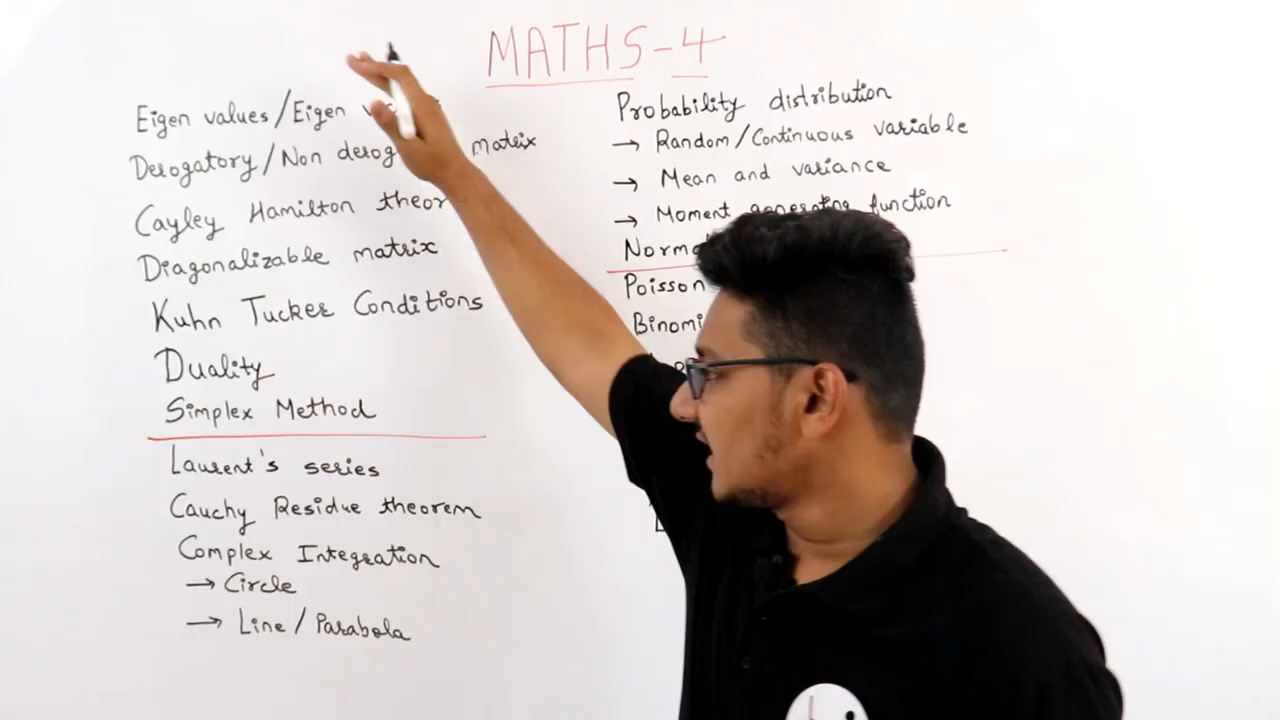 MATHS-4
Eigen values/Eigen
Derogatory/Non derog matrix
Cayley Hamilton theor
Diagonalizable matrix
Kuhn Tucker Conditions
Duality
Simplex Method
Laurent's series
Cauchy Residue theorem
Complex Integration
→ Circle
→ Line/Parabola
Probability distribution
→ Random/Continuous variable
→ Mean and variance
→ Moment generating function
Norma
Poisson
Binomi